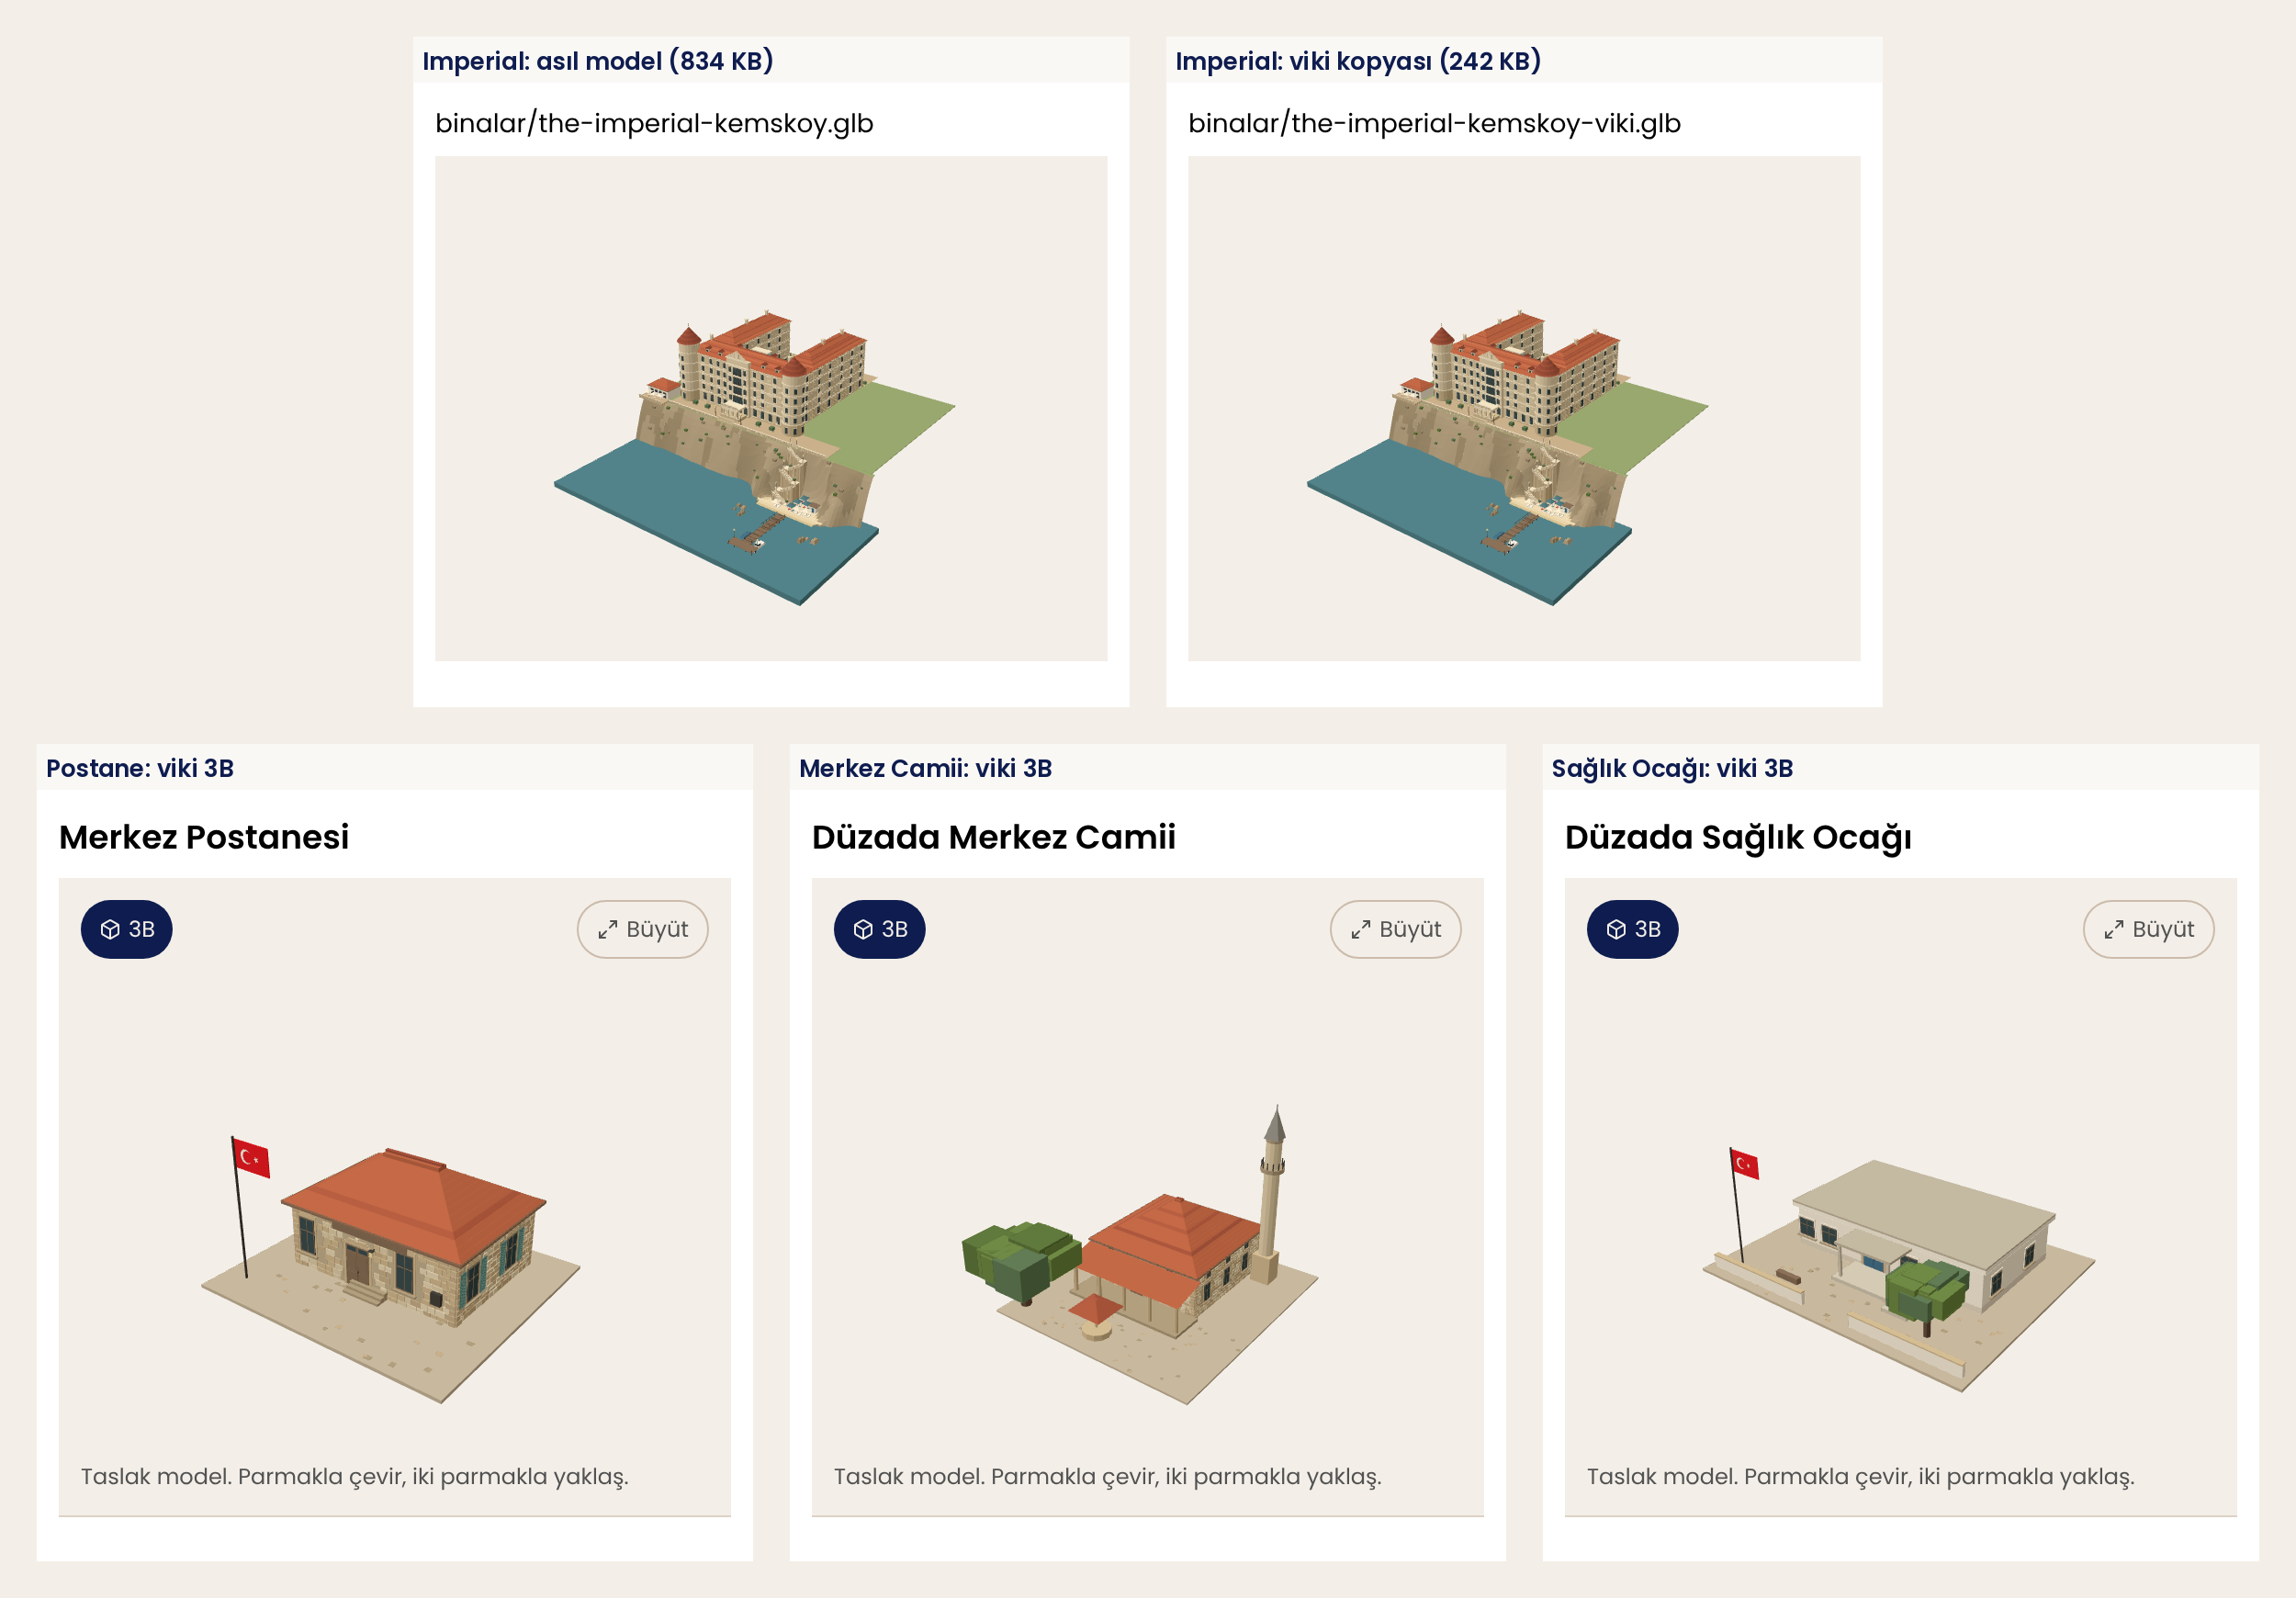 Imperial: asıl model (834 KB)
binalar/the-imperial-kemskoy.glb
Imperial: viki kopyası (242 KB)
binalar/the-imperial-kemskoy-viki.glb
Postane: viki 3B
Merkez Postanesi
3B
Büyüt
Taslak model. Parmakla çevir, iki parmakla yaklaş.
Merkez Camii: viki 3B
Düzada Merkez Camii
3B
Büyüt
Taslak model. Parmakla çevir, iki parmakla yaklaş.
Sağlık Ocağı: viki 3B
Düzada Sağlık Ocağı
3B
Büyüt
Taslak model. Parmakla çevir, iki parmakla yaklaş.